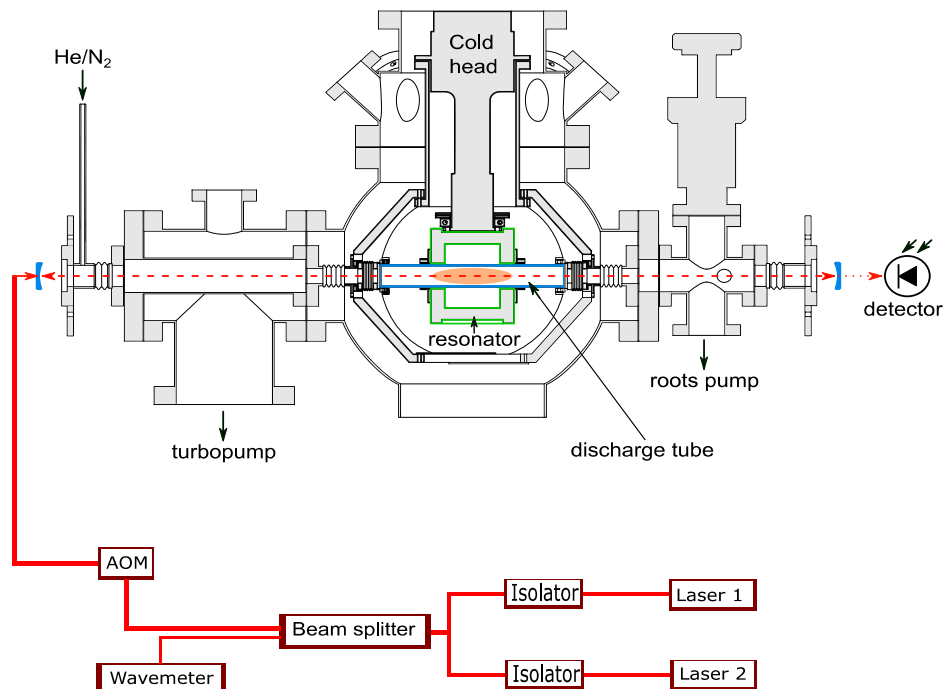 He/N₂
Cold
head
detector
resonator
roots pump
discharge tube
turbopump
AOM
Isolator
Laser 1
Beam splitter
Isolator
Laser 2
Wavemeter